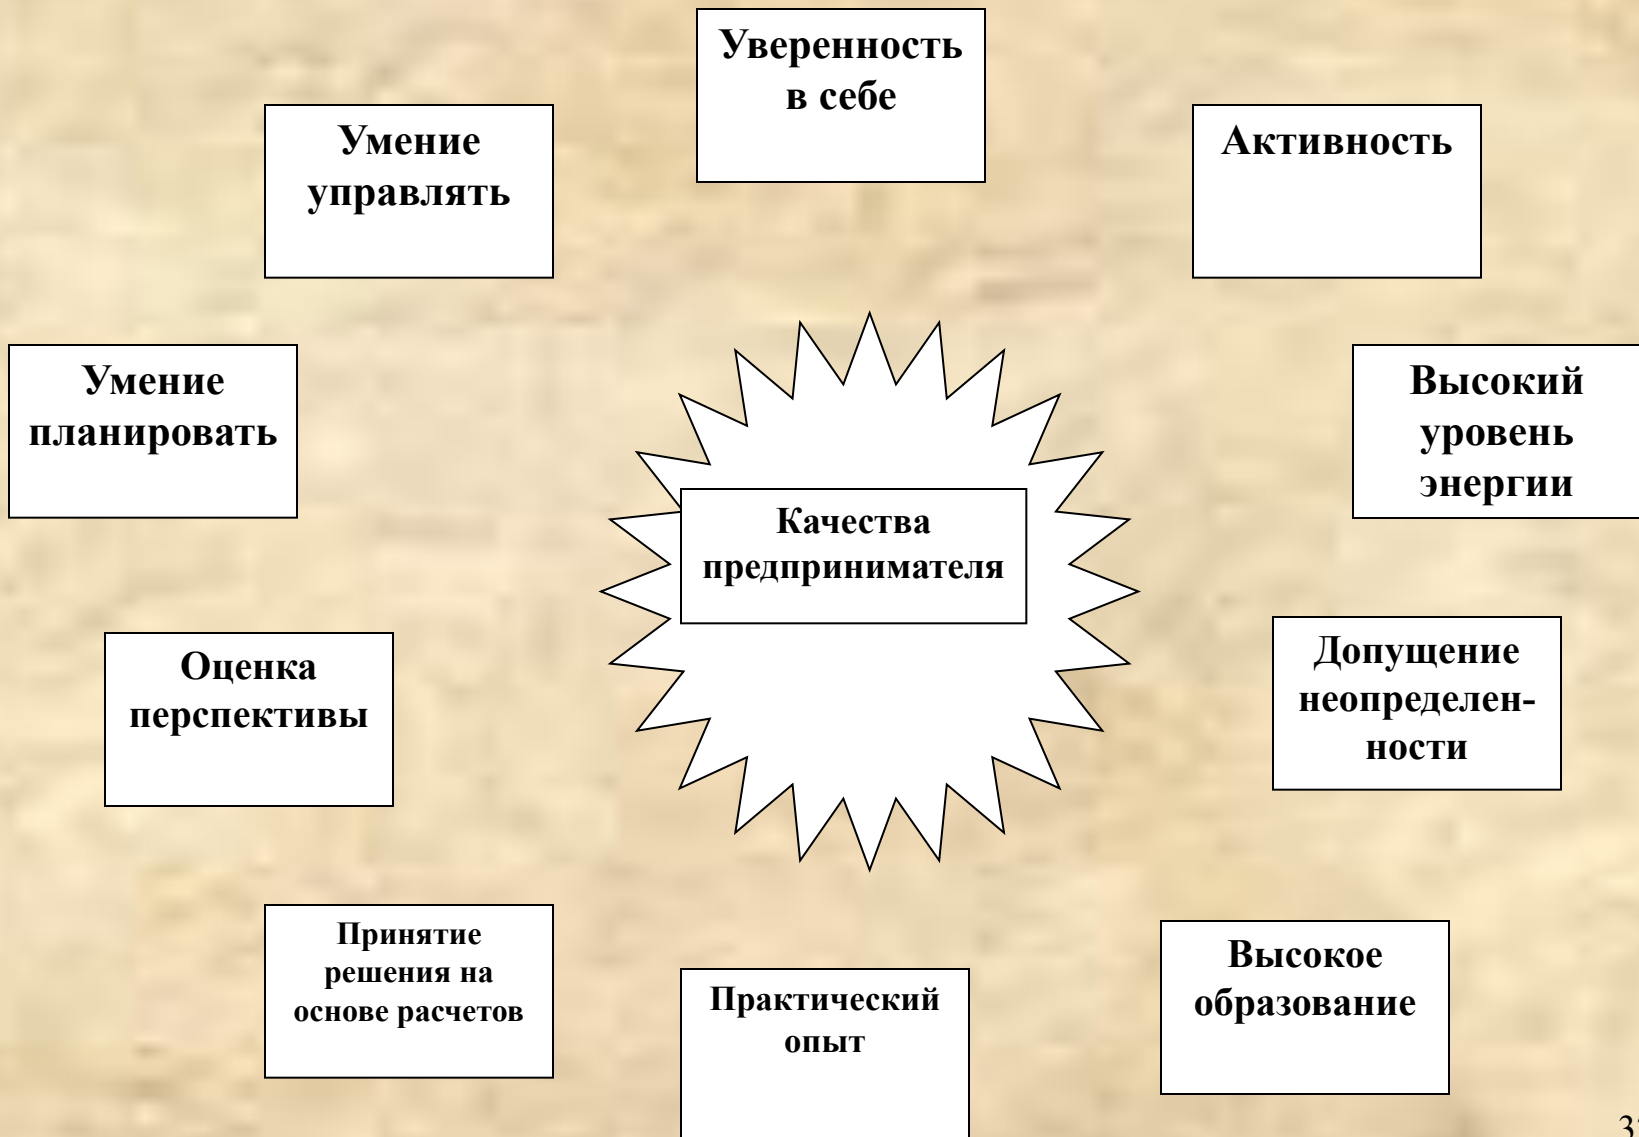 Уверенность
в себе
Умение
управлять
Активность
Умение
планировать
Высокий
уровень
энергии
Качества
предпринимателя
Оценка
перспективы
Допущение
неопределен-
ности
Принятие
решения на
основе расчетов
Практический
опыт
Высокое
образование